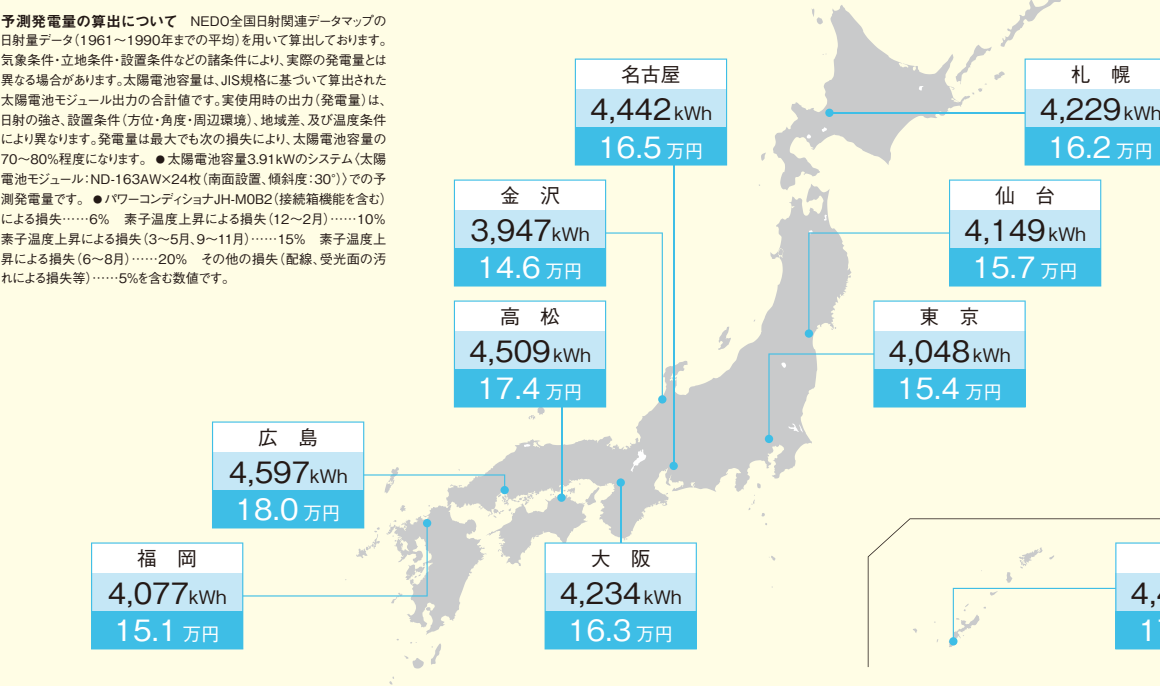 予測発電量の算出について NEDO全国日射関連データマップの
日射量データ（1961〜1990年までの平均）を用いて算出しております。
気象条件・立地条件・設置条件などの諸条件により、実際の発電量とは
異なる場合があります。太陽電池容量は、JIS規格に基づいて算出された
太陽電池モジュール出力の合計値です。実使用時の出力（発電量）は、
日射の強さ、設置条件（方位・角度・周辺環境）、地域差、及び温度条件
により異なります。発電量は最大でも次の損失により、太陽電池容量の
70〜80%程度になります。 ●太陽電池容量3.91kWのシステム〈太陽
電池モジュール：ND-163AW×24枚（南面設置、傾斜度：30°）〉での予
測発電量です。 ●パワーコンディショナJH-M0B2（接続箱機能を含む）
による損失……6% 素子温度上昇による損失（12〜2月）……10%
素子温度上昇による損失（3〜5月、9〜11月）……15% 素子温度上
昇による損失（6〜8月）……20% その他の損失（配線、受光面の汚
れによる損失等）……5%を含む数値です。
名古屋
4,442kWh
16.5万円
札 幌
4,229kWh
16.2万円
金 沢
3,947kWh
14.6万円
仙 台
4,149kWh
15.7万円
高 松
4,509kWh
17.4万円
東 京
4,048kWh
15.4万円
広 島
4,597kWh
18.0万円
福 岡
4,077kWh
15.1万円
大 阪
4,234kWh
16.3万円